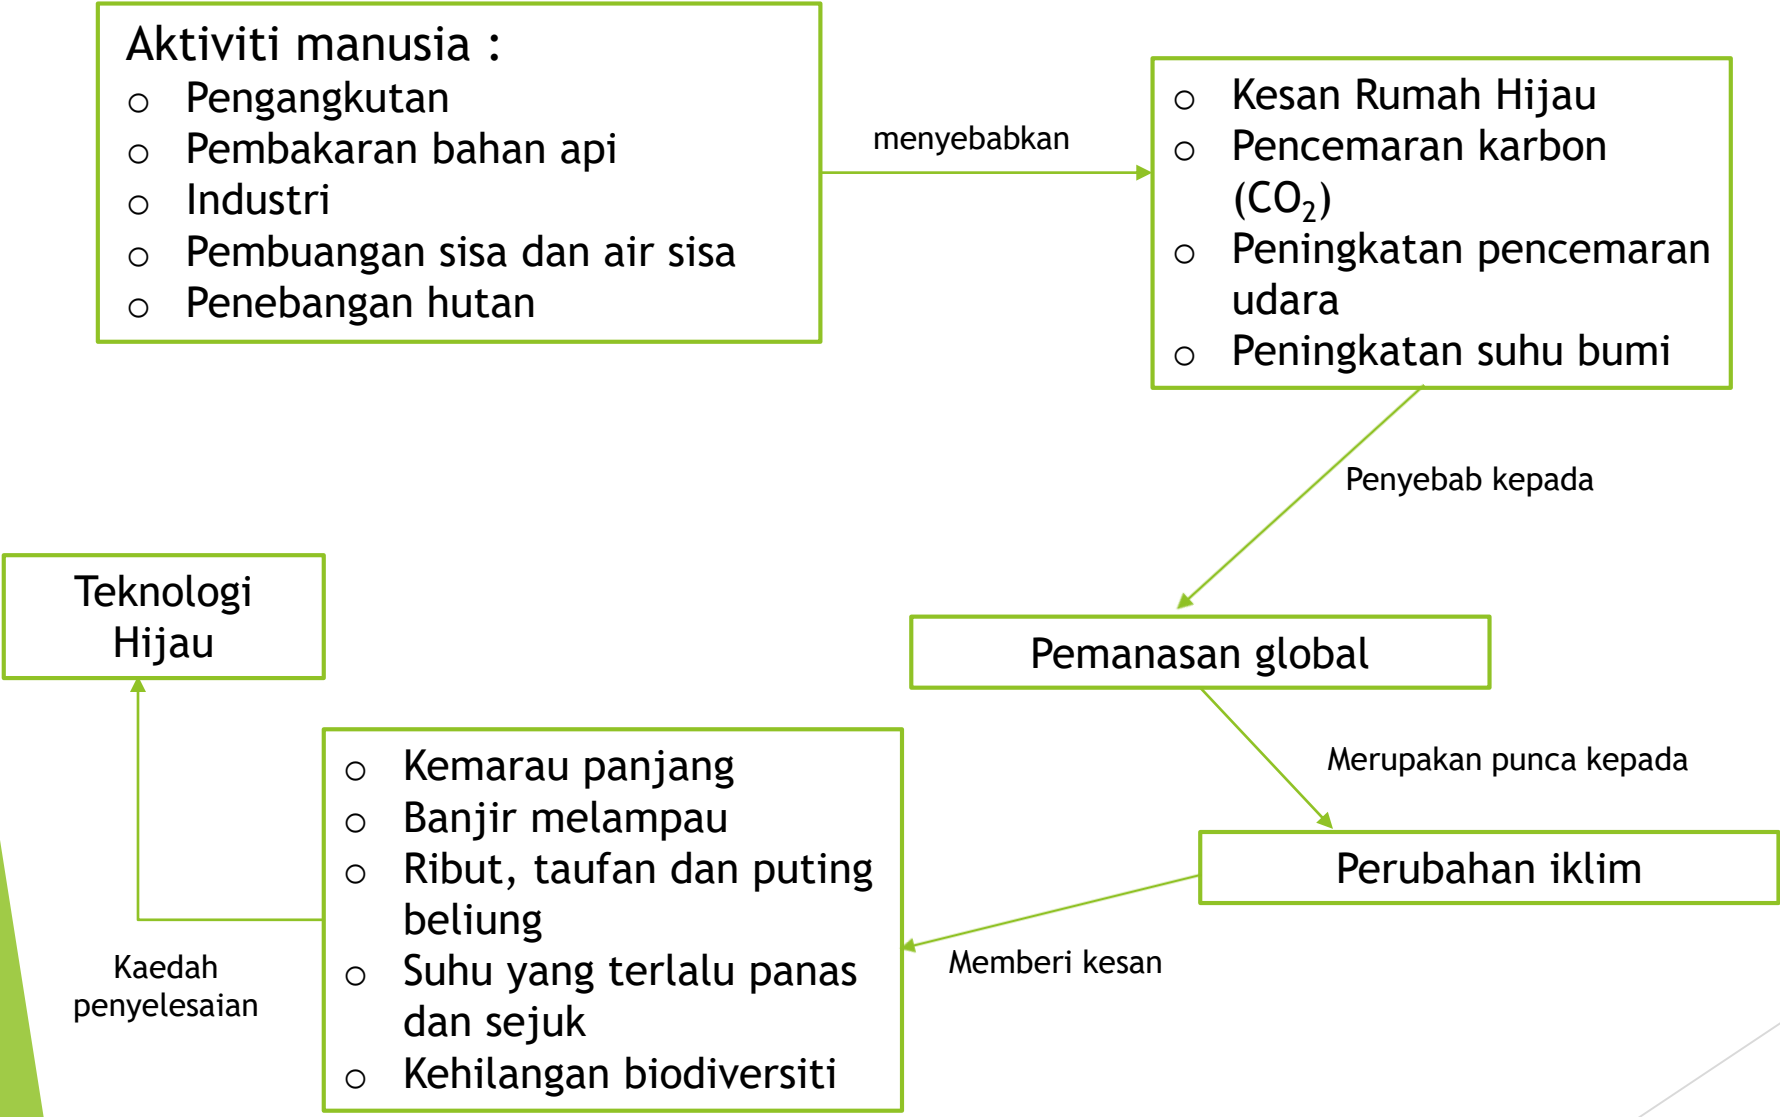 Aktiviti manusia :
o Pengangkutan
o Pembakaran bahan api
o Industri
o Pembuangan sisa dan air sisa
o Penebangan hutan
menyebabkan
o Kesan Rumah Hijau
o Pencemaran karbon
(CO₂)
o Peningkatan pencemaran
udara
o Peningkatan suhu bumi
Penyebab kepada
Pemanasan global
Merupakan punca kepada
Perubahan iklim
Memberi kesan
o Kemarau panjang
o Banjir melampau
o Ribut, taufan dan puting
beliung
o Suhu yang terlalu panas
dan sejuk
o Kehilangan biodiversiti
Kaedah
penyelesaian
Teknologi
Hijau